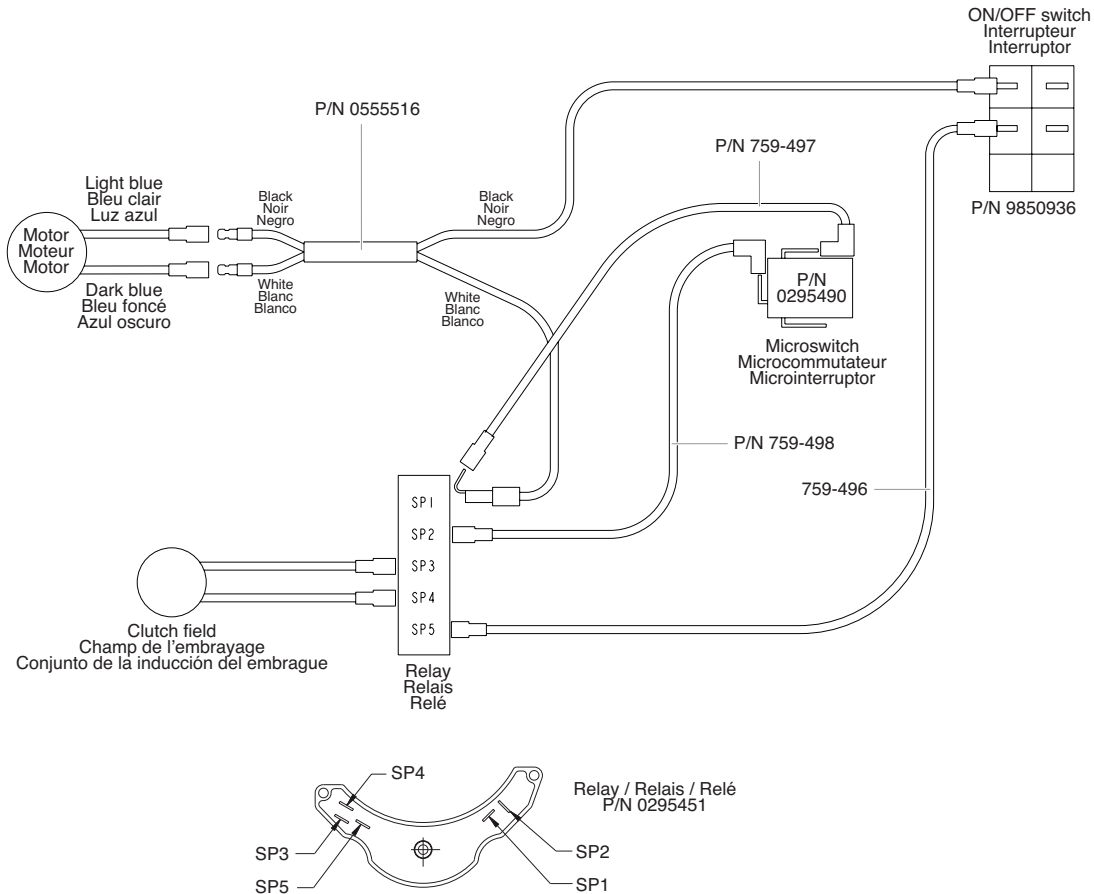 ON/OFF switch
Interrupteur
Interruptor
P/N 0555516
P/N 759-497
Light blue
Bleu clair
Luz azul
Black
Noir
Negro
Black
Noir
Negro
P/N 9850936
Motor
Moteur
Motor
P/N
0295490
Dark blue
Bleu foncé
Azul oscuro
White
Blanc
Blanco
White
Blanc
Blanco
Microswitch
Microcommutateur
Microinterruptor
P/N 759-498
759-496
SP1
SP2
SP3
SP4
SP5
Clutch field
Champ de l'embrayage
Conjunto de la inducción del embrague
Relay
Relais
Relé
SP4
Relay / Relais / Relé
P/N 0295451
SP3
SP2
SP5
SP1